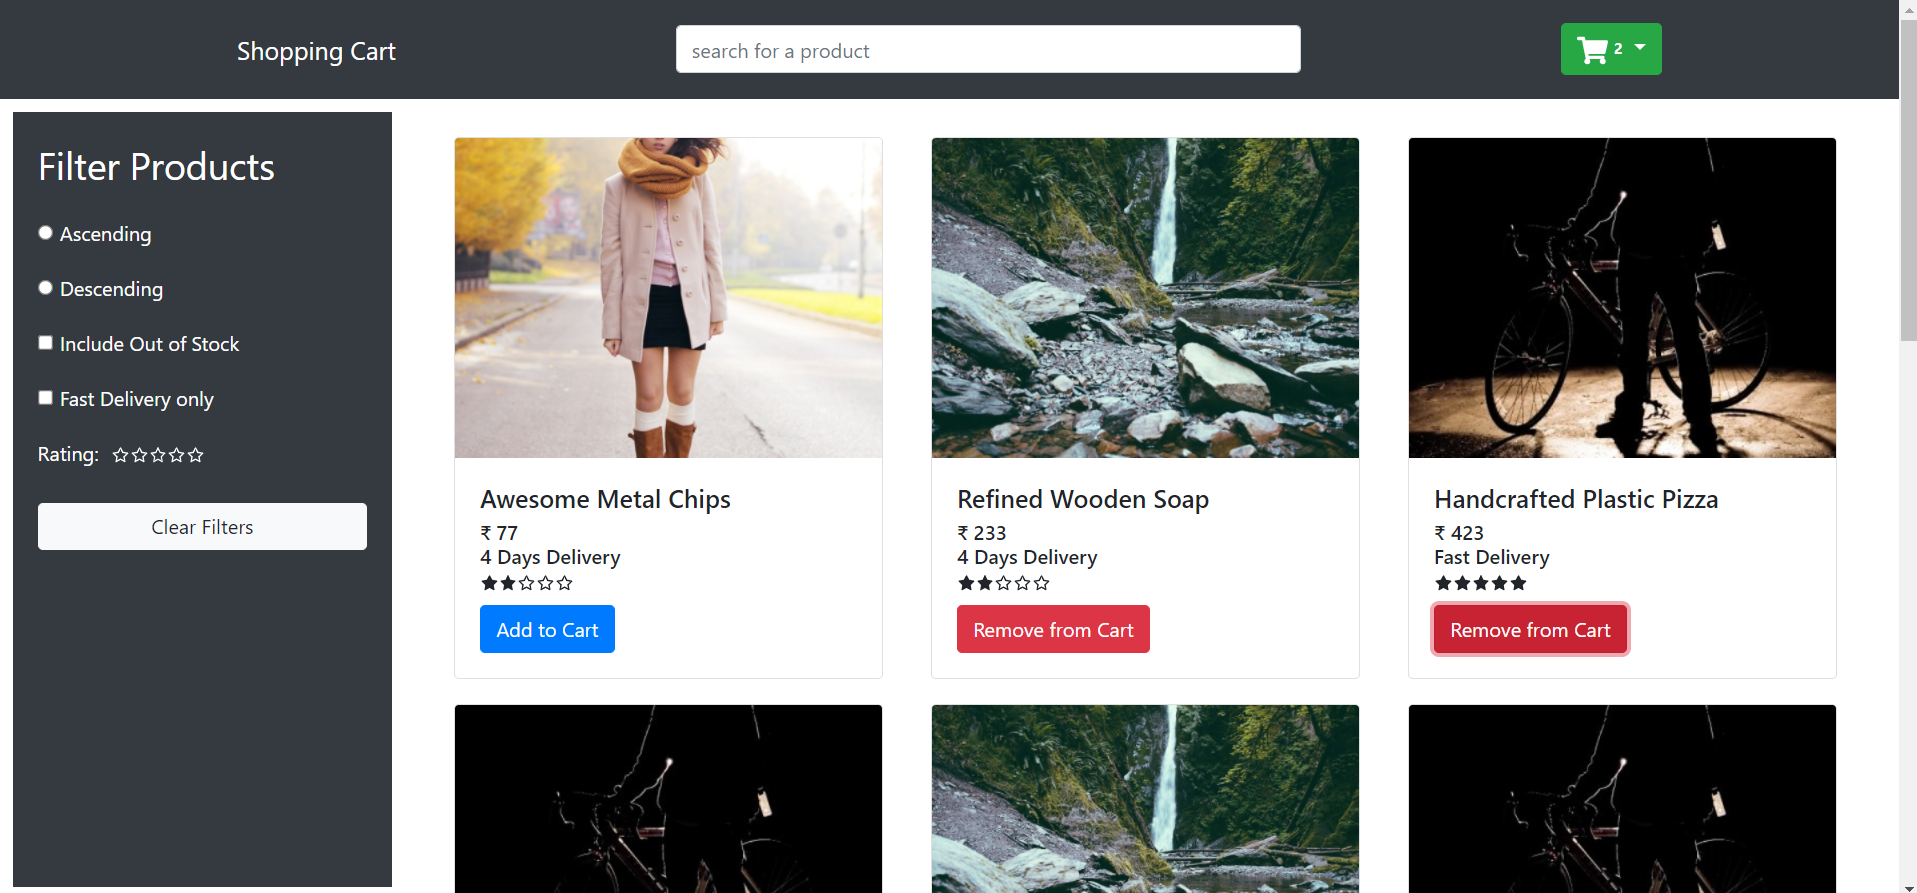 Shopping Cart
search for a product
2
Filter Products
Ascending
Descending
Include Out of Stock
Fast Delivery only
Rating:
Clear Filters
Awesome Metal Chips
₹ 77
4 Days Delivery
Add to Cart
Refined Wooden Soap
₹ 233
4 Days Delivery
Remove from Cart
Handcrafted Plastic Pizza
₹ 423
Fast Delivery
Remove from Cart